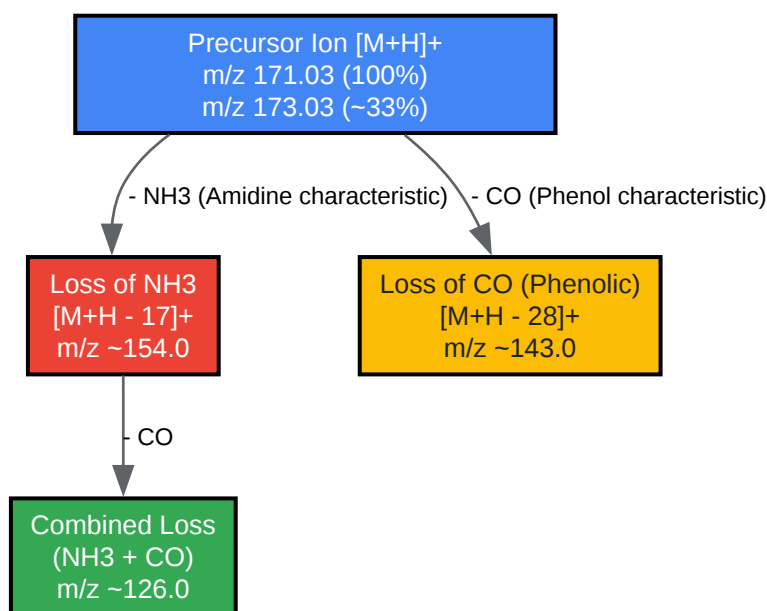 Precursor Ion [M+H]+
m/z 171.03 (100%)
m/z 173.03 (~33%)
- NH3 (Amidine characteristic)
- CO (Phenol characteristic)
Loss of NH3
[M+H - 17]+
m/z ~154.0
Loss of CO (Phenolic)
[M+H - 28]+
m/z ~143.0
- CO
Combined Loss
(NH3 + CO)
m/z ~126.0